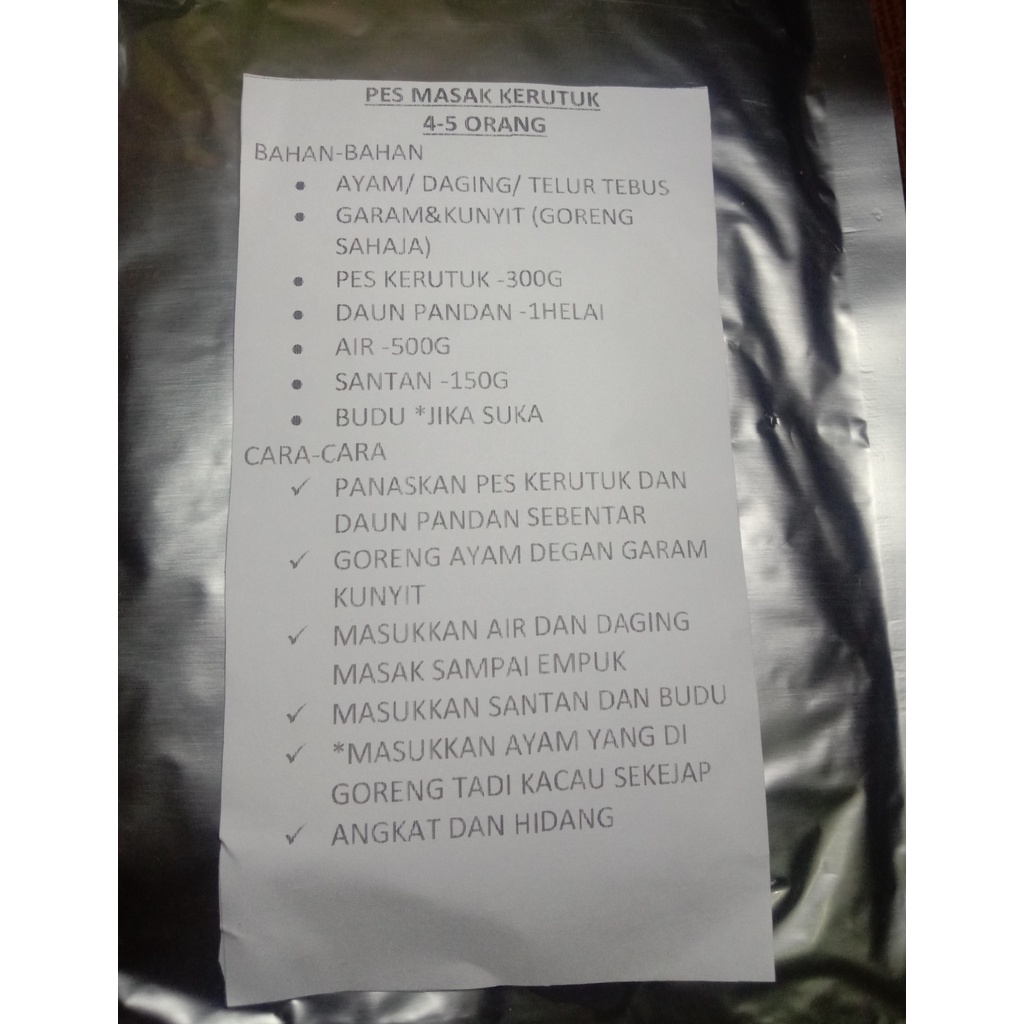 PES MASAK KERUTUK
4-5 ORANG
BAHAN-BAHAN
• AYAM/ DAGING/ TELUR TEBUS
• GARAM&KUNYIT (GORENG
SAHAJA)
• PES KERUTUK -300G
• DAUN PANDAN -1HELAI
• AIR -500G
• SANTAN -150G
• BUDU *JIKA SUKA
CARA-CARA
✓ PANASKAN PES KERUTUK DAN
DAUN PANDAN SEBENTAR
✓ GORENG AYAM DEGAN GARAM
KUNYIT
✓ MASUKKAN AIR DAN DAGING
MASAK SAMPAI EMPUK
✓ MASUKKAN SANTAN DAN BUDU
✓ *MASUKKAN AYAM YANG DI
GORENG TADI KACAU SEKEJAP
✓ ANGKAT DAN HIDANG